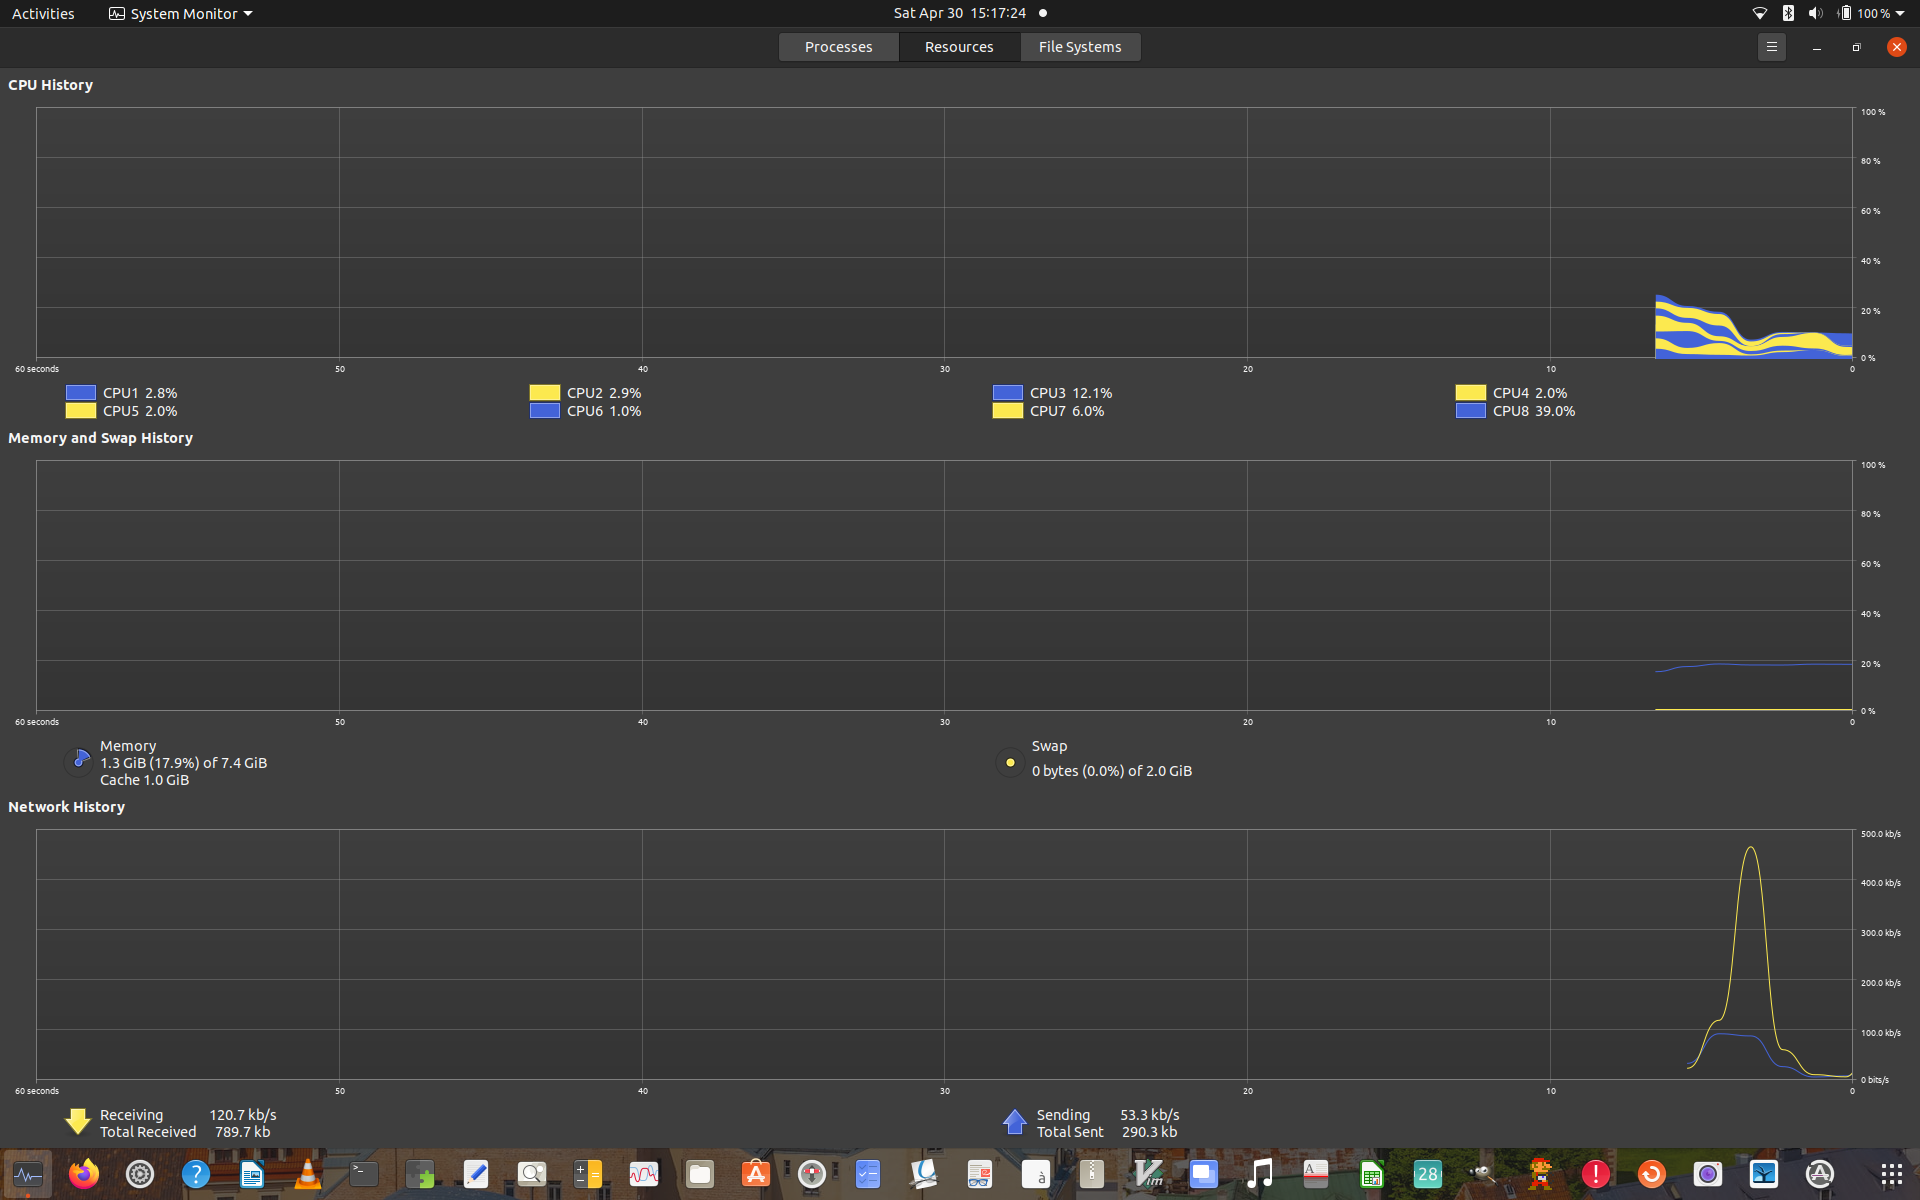 Activities System Monitor Sat Apr 30 15:17:24 100 %
Processes Resources File Systems
CPU History
100 %
80 %
60 %
40 %
20 %
0 %
60 seconds 50 40 30 20 10 0
CPU1 2.8% CPU2 2.9% CPU3 12.1% CPU4 2.0%
CPU5 2.0% CPU6 1.0% CPU7 6.0% CPU8 39.0%
Memory and Swap History
100 %
80 %
60 %
40 %
20 %
0 %
60 seconds 50 40 30 20 10 0
Memory Swap
1.3 GiB (17.9%) of 7.4 GiB 0 bytes (0.0%) of 2.0 GiB
Cache 1.0 GiB
Network History
500.0 kb/s
400.0 kb/s
300.0 kb/s
200.0 kb/s
100.0 kb/s
0 bits/s
60 seconds 50 40 30 20 10 0
Receiving 120.7 kb/s Sending 53.3 kb/s
Total Received 789.7 kb Total Sent 290.3 kb
? >_ à Vim A 28 !